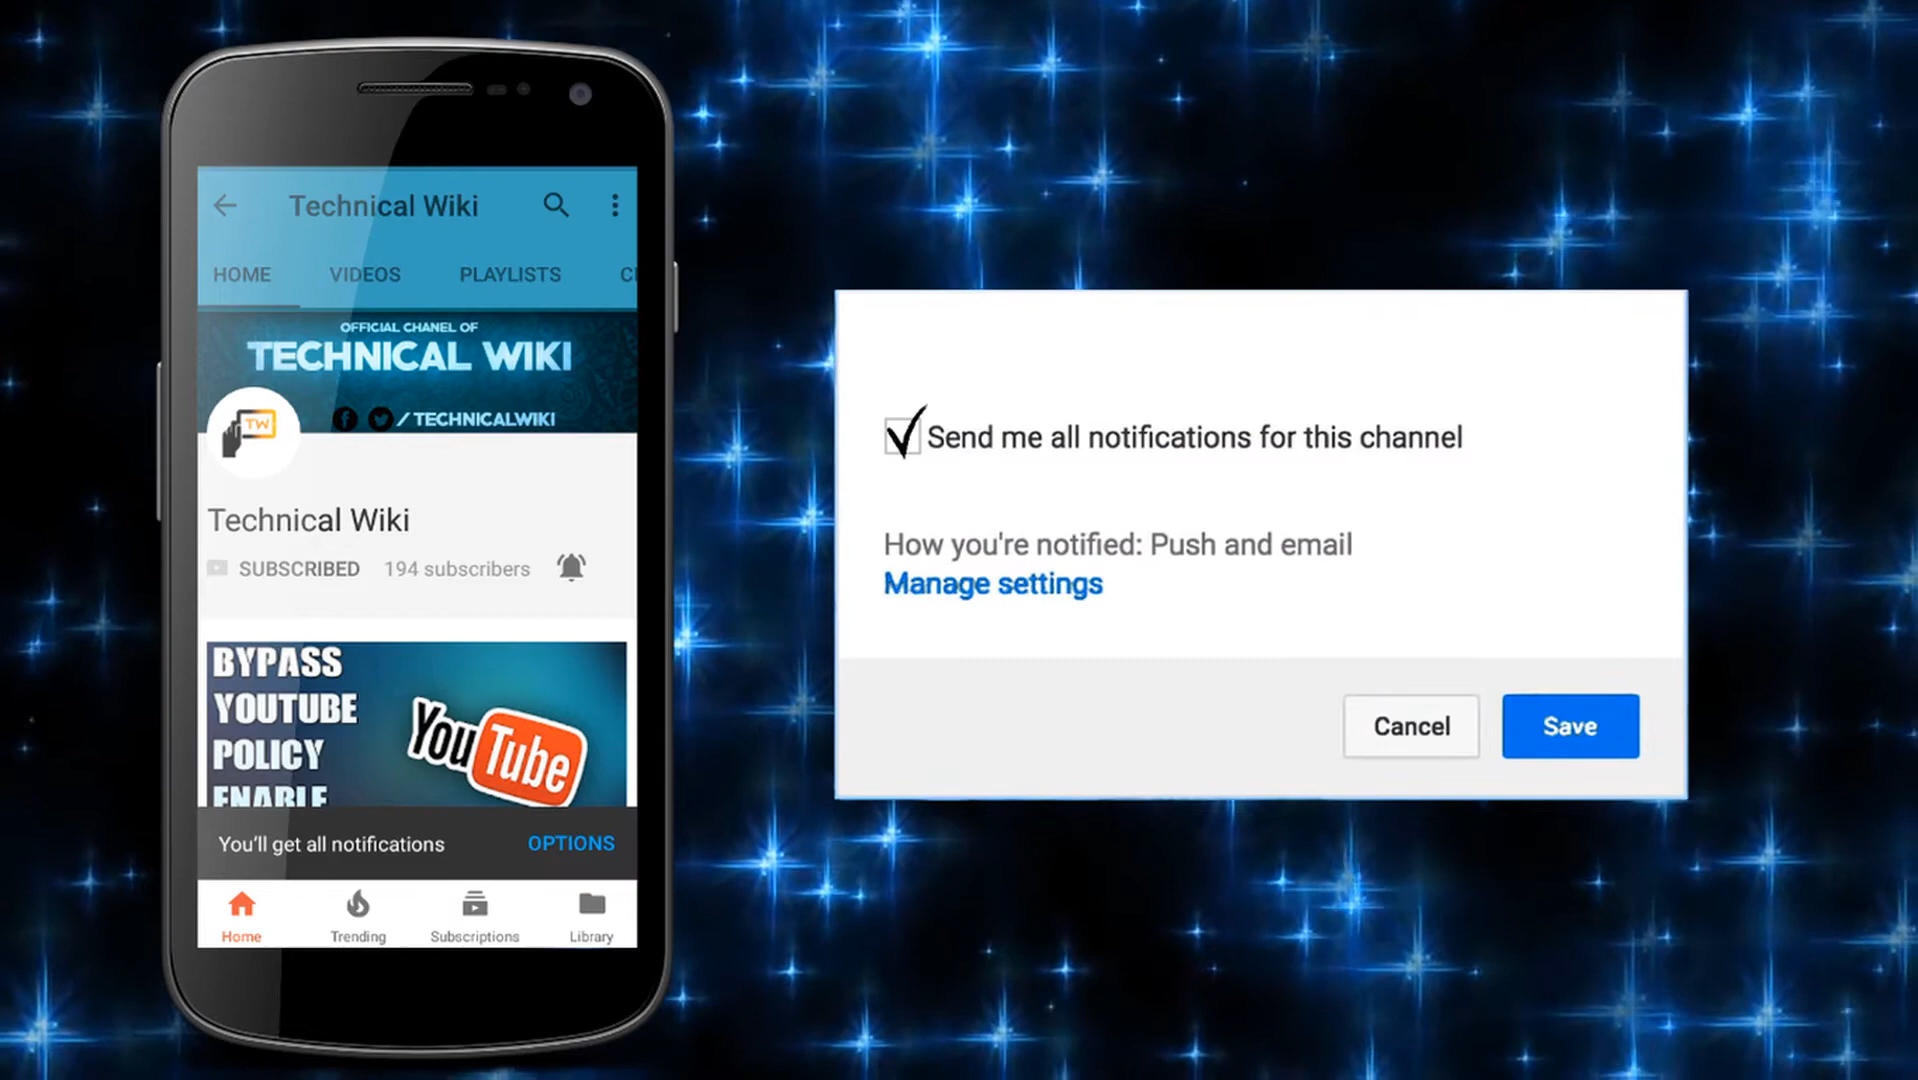 Technical Wiki
HOME VIDEOS PLAYLISTS
OFFICIAL CHANEL OF
TECHNICAL WIKI
/ TECHNICALWIKI
TW
Technical Wiki
SUBSCRIBED 194 subscribers
BYPASS
YOUTUBE
POLICY
ENABLE
YouTube
You'll get all notifications OPTIONS
Home Trending Subscriptions Library
Send me all notifications for this channel
How you're notified: Push and email
Manage settings
Cancel Save